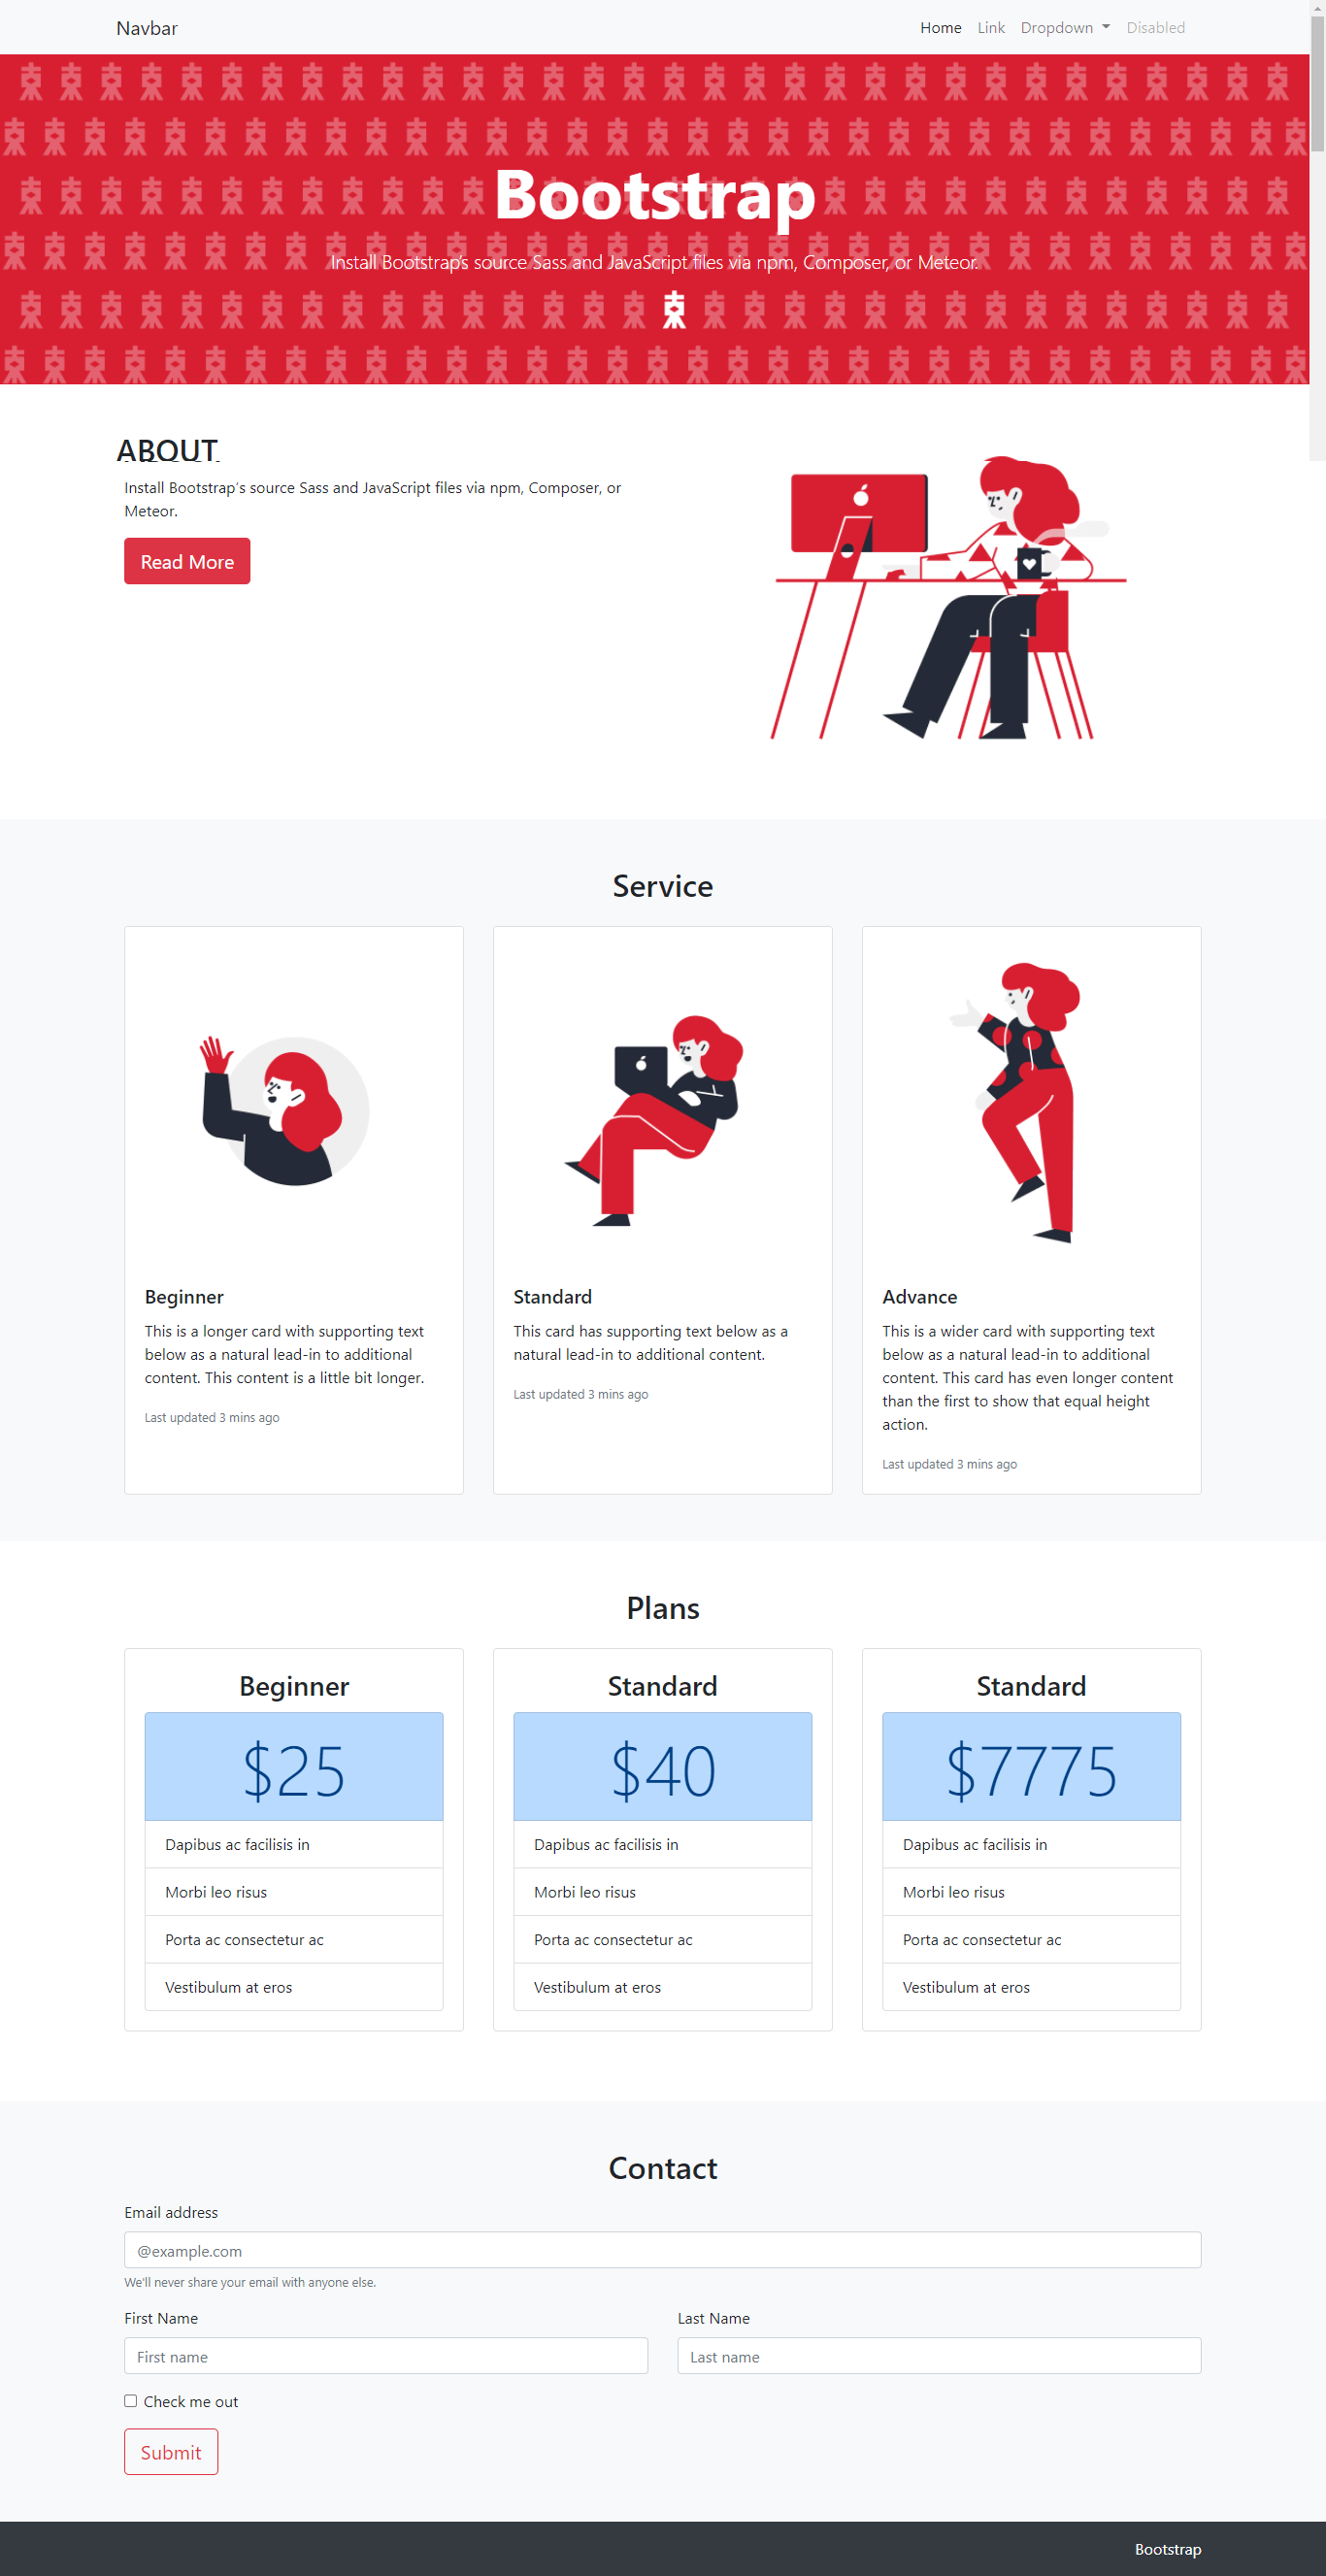 Navbar
Home Link Dropdown Disabled
Bootstrap
Install Bootstrap's source Sass and JavaScript files via npm, Composer, or Meteor.
ABOUT
Install Bootstrap's source Sass and JavaScript files via npm, Composer, or
Meteor.
Read More
Service
Beginner
This is a longer card with supporting text
below as a natural lead-in to additional
content. This content is a little bit longer.
Last updated 3 mins ago
Standard
This card has supporting text below as a
natural lead-in to additional content.
Last updated 3 mins ago
Advance
This is a wider card with supporting text
below as a natural lead-in to additional
content. This card has even longer content
than the first to show that equal height
action.
Last updated 3 mins ago
Plans
Beginner
$25
Dapibus ac facilisis in
Morbi leo risus
Porta ac consectetur ac
Vestibulum at eros
Standard
$40
Dapibus ac facilisis in
Morbi leo risus
Porta ac consectetur ac
Vestibulum at eros
Standard
$7775
Dapibus ac facilisis in
Morbi leo risus
Porta ac consectetur ac
Vestibulum at eros
Contact
Email address
@example.com
We'll never share your email with anyone else.
First Name
First name
Last Name
Last name
Check me out
Submit
Bootstrap